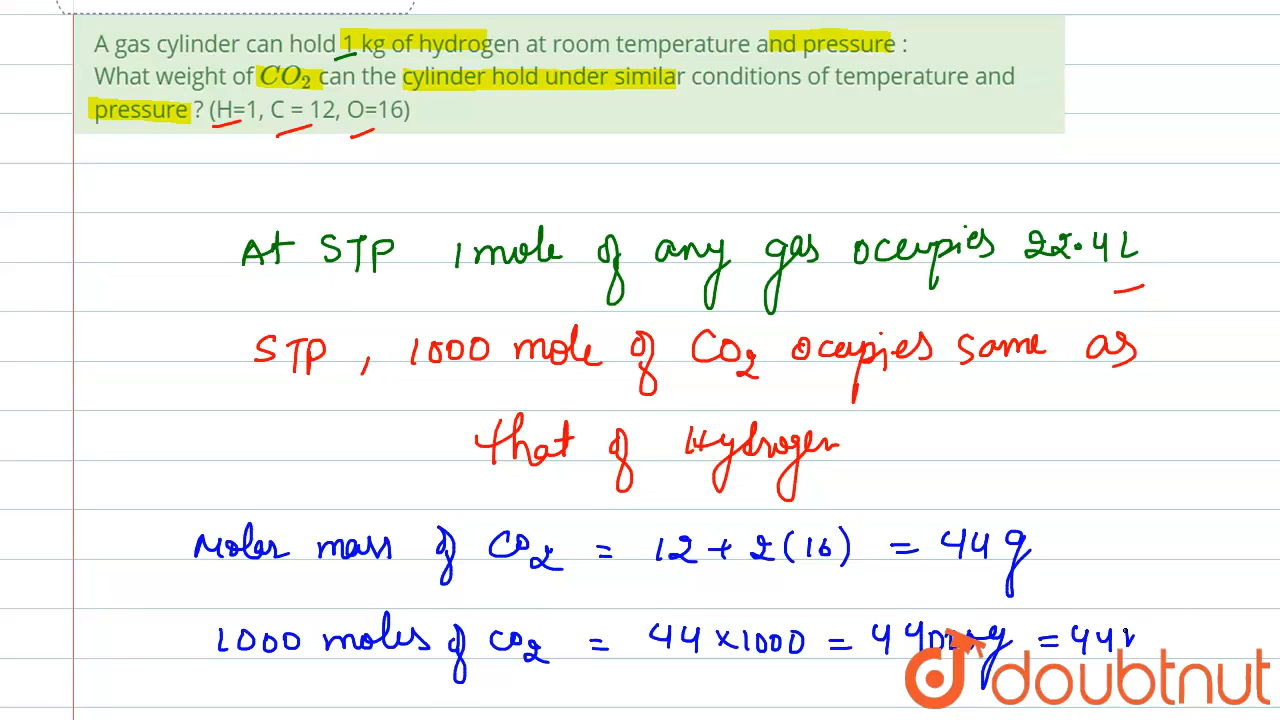 A gas cylinder can hold 1 kg of hydrogen at room temperature and pressure :
What weight of CO₂ can the cylinder hold under similar conditions of temperature and
pressure ? (H=1, C = 12, O=16)
At STP 1 mole of any gas occupies 22.4 L
STP , 1000 mole of CO₂ occupies same as
that of Hydrogen
Molar mass of CO₂ = 12 + 2(16) = 44 g
1000 moles of CO₂ = 44 × 1000 = = 44
doubtnut